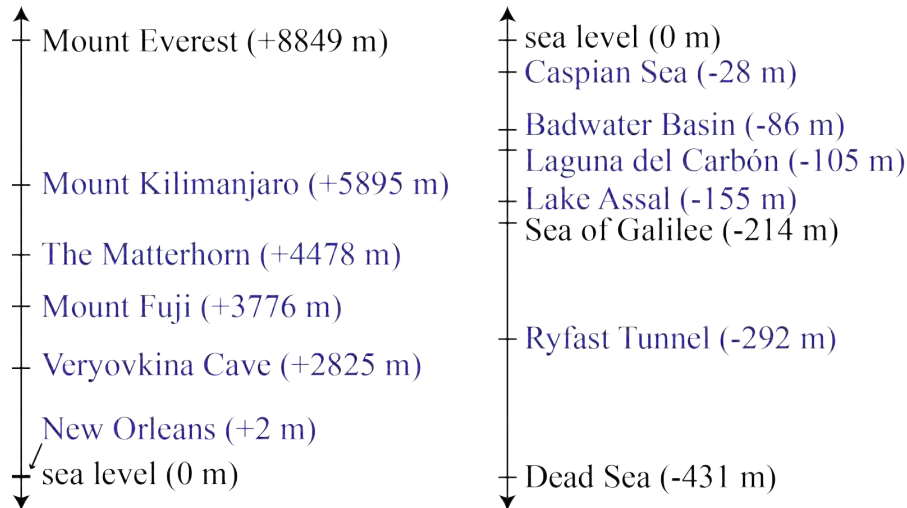 Mount Everest (+8849 m)
Mount Kilimanjaro (+5895 m)
The Matterhorn (+4478 m)
Mount Fuji (+3776 m)
Veryovkina Cave (+2825 m)
New Orleans (+2 m)
sea level (0 m)
sea level (0 m)
Caspian Sea (-28 m)
Badwater Basin (-86 m)
Laguna del Carbón (-105 m)
Lake Assal (-155 m)
Sea of Galilee (-214 m)
Ryfast Tunnel (-292 m)
Dead Sea (-431 m)